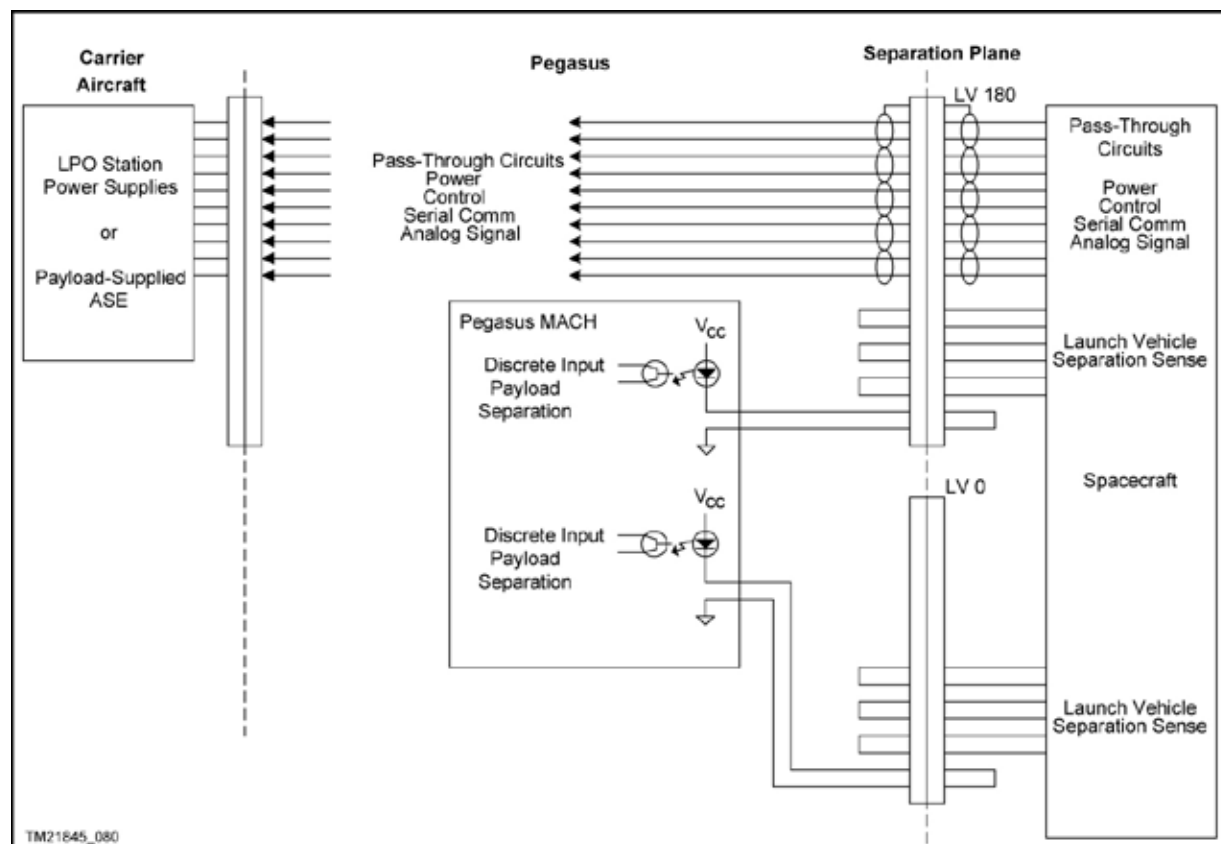 Carrier
Aircraft
Pegasus
Separation Plane
LV 180
LPO Station
Power Supplies
or
Payload-Supplied
ASE
Pass-Through Circuits
Power
Control
Serial Comm
Analog Signal
Pass-Through
Circuits
Power
Control
Serial Comm
Analog Signal
Pegasus MACH
VCC
Discrete Input
Payload
Separation
Launch Vehicle
Separation Sense
VCC
Discrete Input
Payload
Separation
LV 0
Spacecraft
Launch Vehicle
Separation Sense
TM21845_080